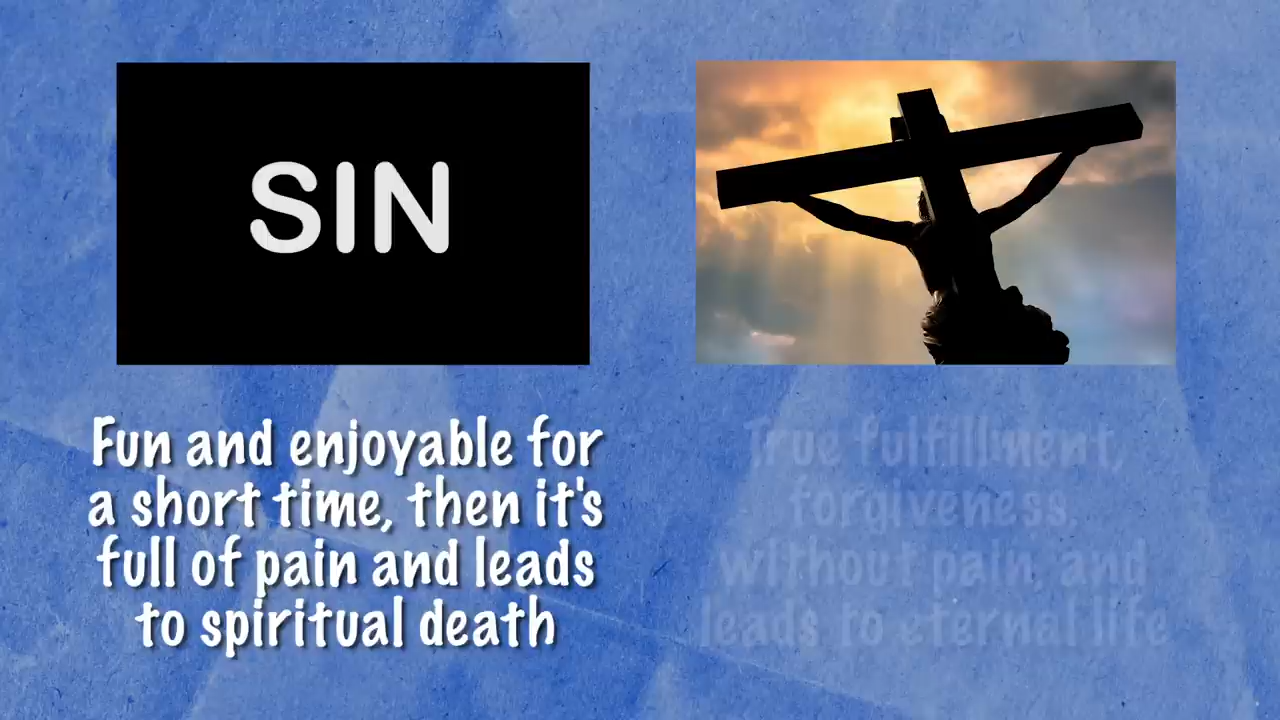 SIN
Fun and enjoyable for
a short time, then it's
full of pain and leads
to spiritual death
True fulfillment,
forgiveness,
without pain, and
leads to eternal life